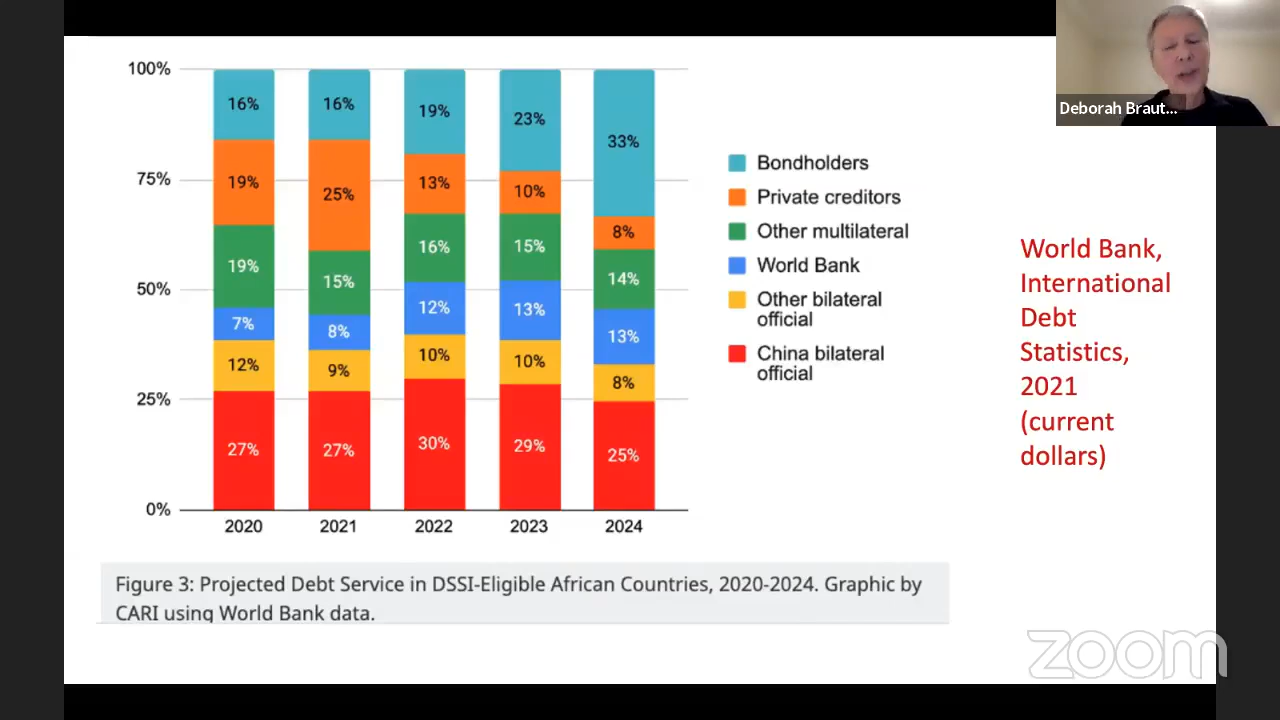 Deborah Braut...
100%
75%
50%
25%
0%
16%
19%
19%
7%
12%
27%
2020
16%
25%
15%
8%
9%
27%
2021
19%
13%
16%
12%
10%
30%
2022
23%
10%
15%
13%
10%
29%
2023
33%
8%
14%
13%
8%
25%
2024
Bondholders
Private creditors
Other multilateral
World Bank
Other bilateral
official
China bilateral
official
World Bank,
International
Debt
Statistics,
2021
(current
dollars)
Figure 3: Projected Debt Service in DSSI-Eligible African Countries, 2020-2024. Graphic by
CARI using World Bank data.
zoom